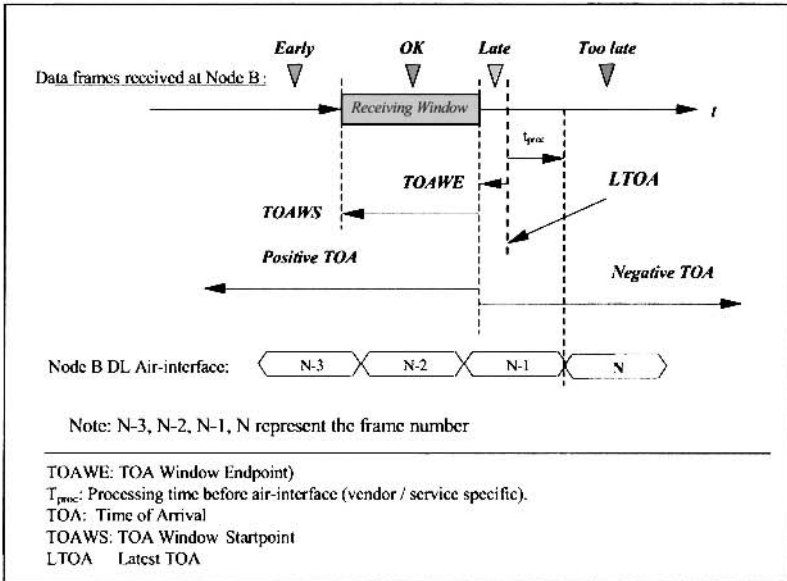 Early OK Late Too late
Data frames received at Node B:
Receiving Window
t
tproc
TOAWE
LTOA
TOAWS
Positive TOA
Negative TOA
Node B DL Air-interface: N-3 N-2 N-1 N
Note: N-3, N-2, N-1, N represent the frame number
TOAWE: TOA Window Endpoint)
Tproc: Processing time before air-interface (vendor / service specific).
TOA: Time of Arrival
TOAWS: TOA Window Startpoint
LTOA Latest TOA